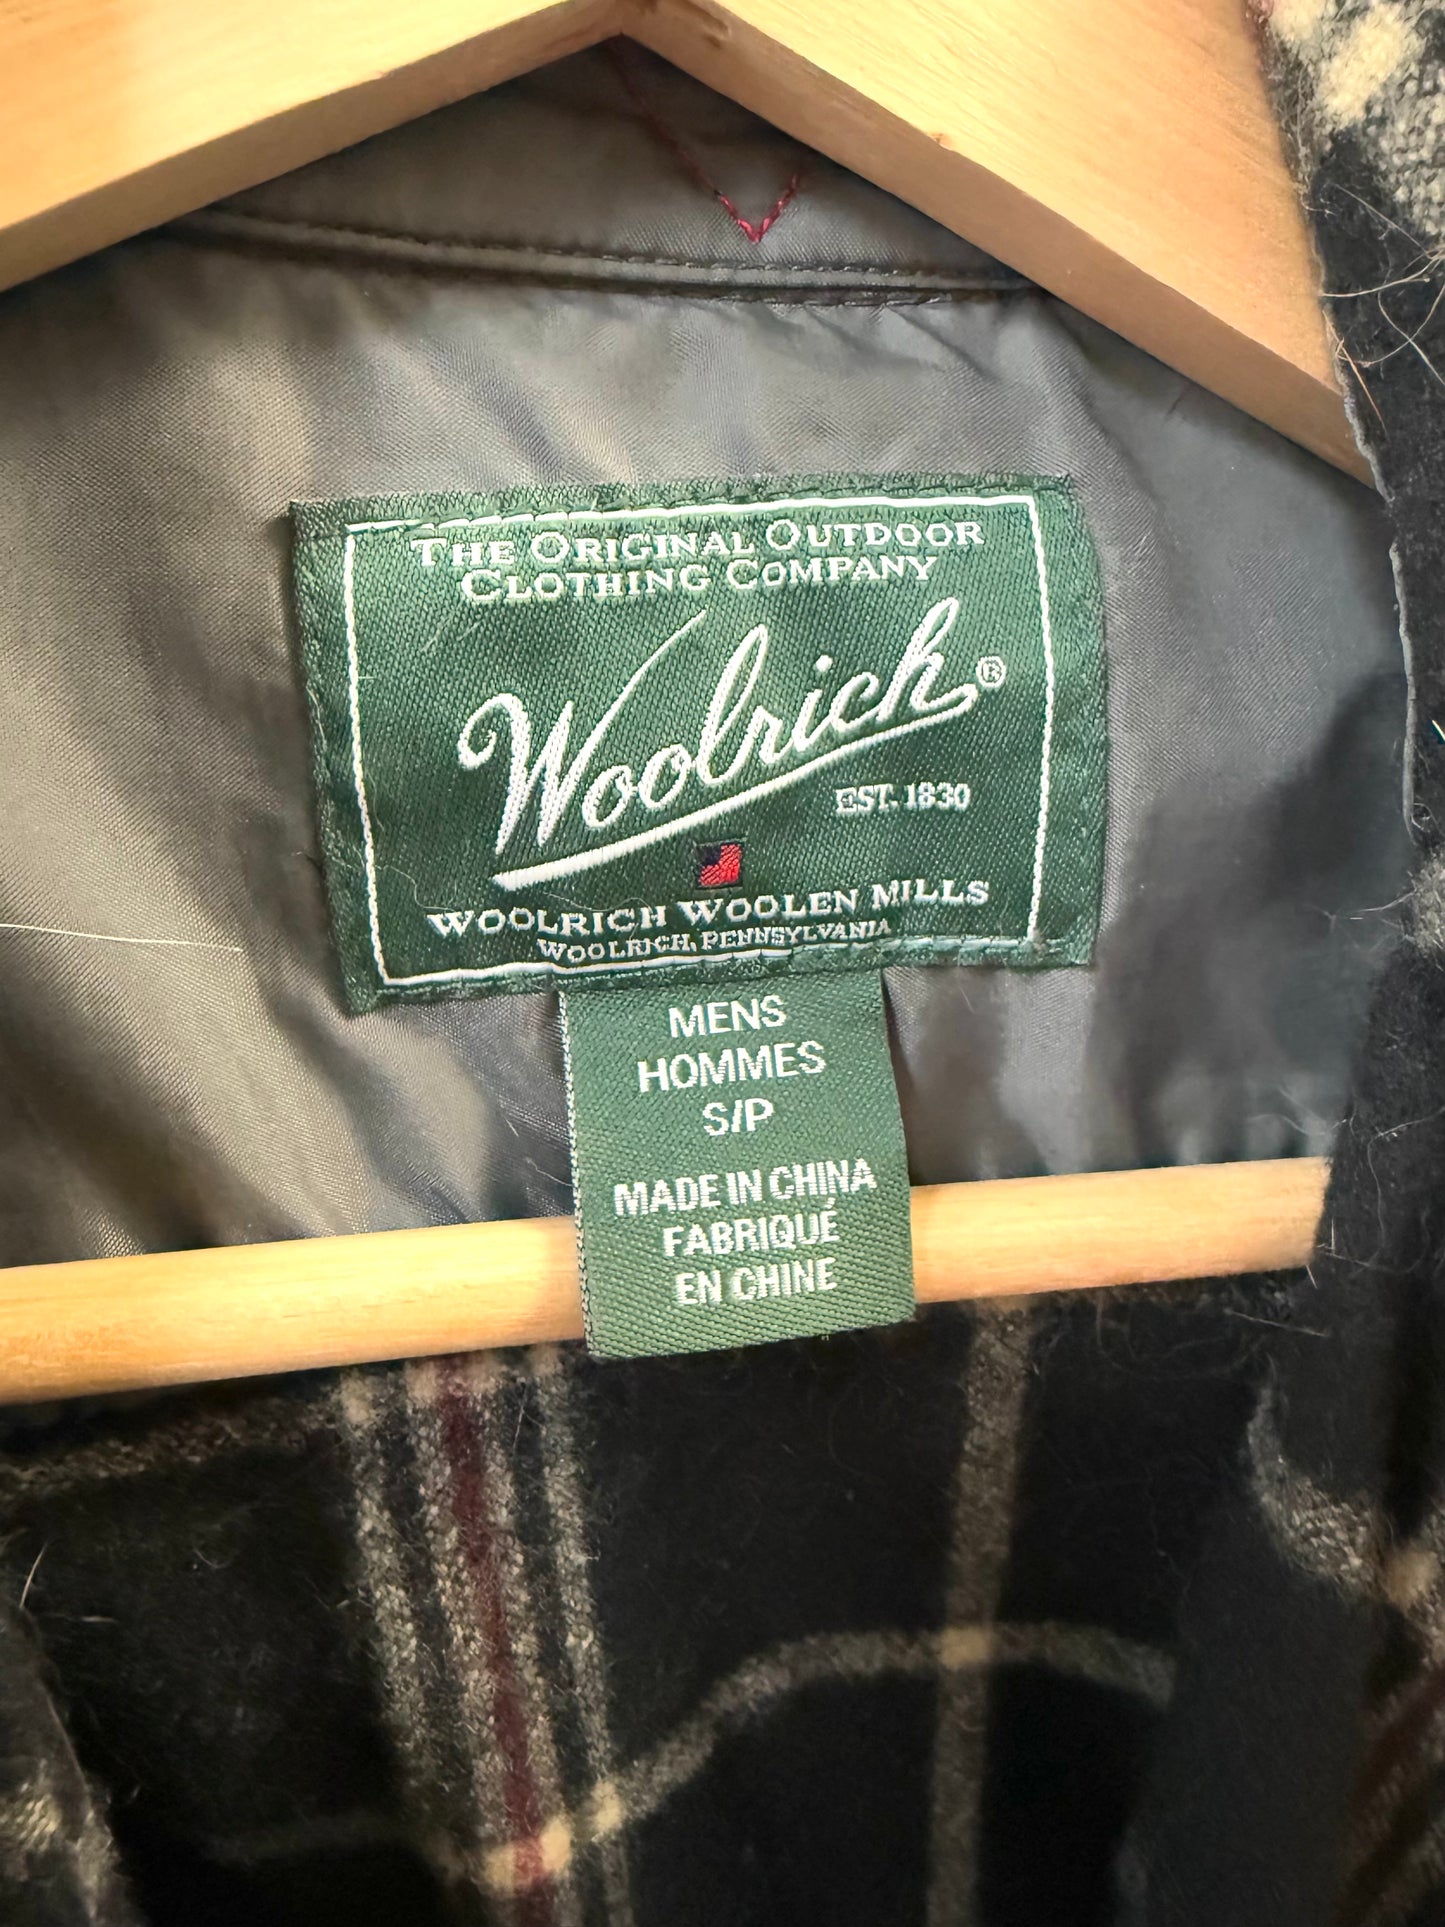 THE ORIGINAL OUTDOOR
CLOTHING COMPANY
Woolrich®
EST. 1830
WOOLRICH WOOLEN MILLS
WOOLRICH, PENNSYLVANIA
MENS
HOMMES
S/P
MADE IN CHINA
FABRIQUÉ
EN CHINE